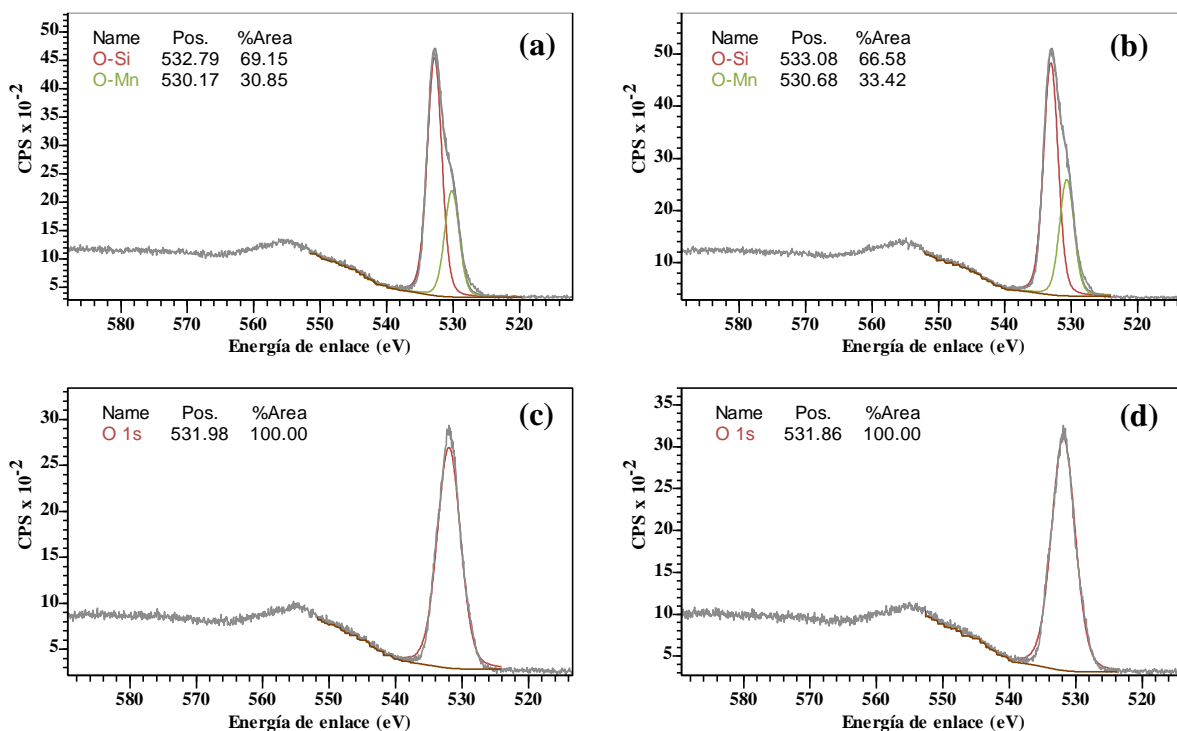 (a)
Name Pos. %Area
O-Si 532.79 69.15
O-Mn 530.17 30.85
CPS x 10-2
50
45
40
35
30
25
20
15
10
5
580 570 560 550 540 530 520
Energía de enlace (eV)
(b)
Name Pos. %Area
O-Si 533.08 66.58
O-Mn 530.68 33.42
CPS x 10-2
50
40
30
20
10
580 570 560 550 540 530 520
Energía de enlace (eV)
(c)
Name Pos. %Area
O 1s 531.98 100.00
CPS x 10-2
30
25
20
15
10
5
580 570 560 550 540 530 520
Energía de enlace (eV)
(d)
Name Pos. %Area
O 1s 531.86 100.00
CPS x 10-2
35
30
25
20
15
10
5
580 570 560 550 540 530 520
Energía de enlace (eV)